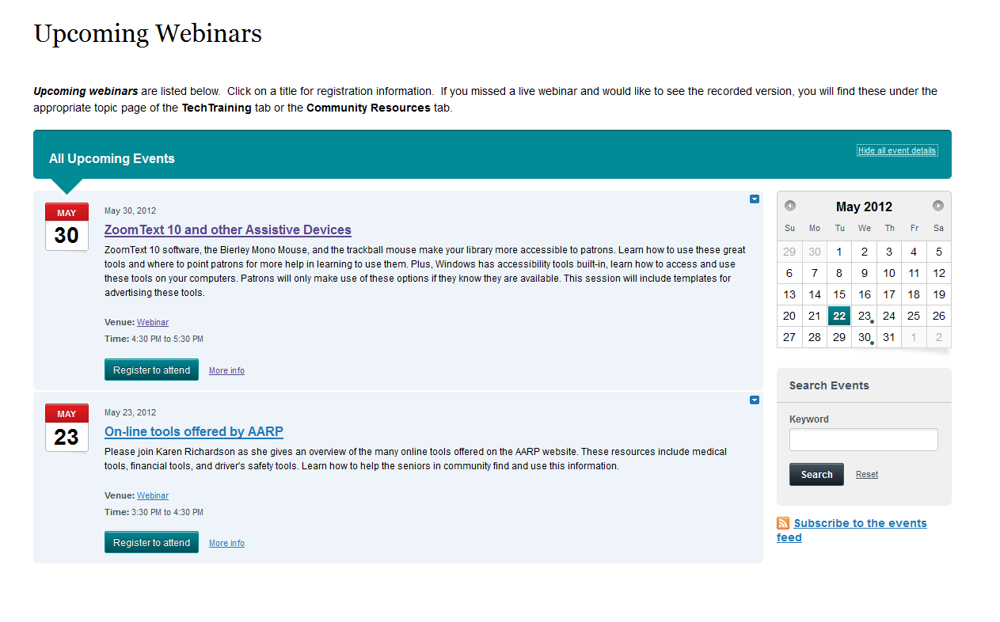 Upcoming Webinars
Upcoming webinars are listed below.  Click on a title for registration information.  If you missed a live webinar and would like to see the recorded version, you will find these under the
appropriate topic page of the TechTraining tab or the Community Resources tab.
All Upcoming Events
Hide all event details
MAY
30
May 30, 2012
ZoomText 10 and other Assistive Devices
ZoomText 10 software, the Bierley Mono Mouse, and the trackball mouse make your library more accessible to patrons. Learn how to use these great
tools and where to point patrons for more help in learning to use them. Plus, Windows has accessibility tools built-in, learn how to access and use
these tools on your computers. Patrons will only make use of these options if they know they are available. This session will include templates for
advertising these tools.
Venue: Webinar
Time: 4:30 PM to 5:30 PM
Register to attend More info
MAY
23
May 23, 2012
On-line tools offered by AARP
Please join Karen Richardson as she gives an overview of the many online tools offered on the AARP website. These resources include medical
tools, financial tools, and driver's safety tools. Learn how to help the seniors in community find and use this information.
Venue: Webinar
Time: 3:30 PM to 4:30 PM
Register to attend More info
May 2012
Su Mo Tu We Th Fr Sa
29 30 1 2 3 4 5
6 7 8 9 10 11 12
13 14 15 16 17 18 19
20 21 22 23 24 25 26
27 28 29 30 31 1 2
Search Events
Keyword
Search Reset
Subscribe to the events
feed